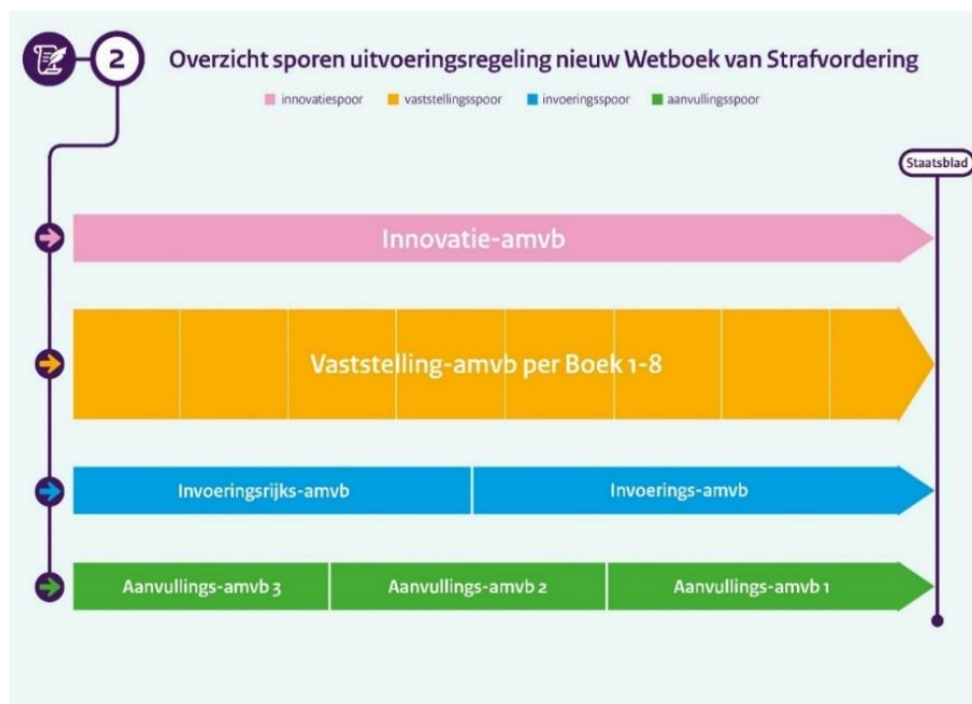 2
Overzicht sporen uitvoeringsregeling nieuw Wetboek van Strafvordering
innovatiespoor vaststellingsspoor invoeringsspoor aanvullingsspoor
Staatsblad
Innovatie-amvb
Vaststelling-amvb per Boek 1-8
Invoeringsrijks-amvb Invoerings-amvb
Aanvullings-amvb 3 Aanvullings-amvb 2 Aanvullings-amvb 1